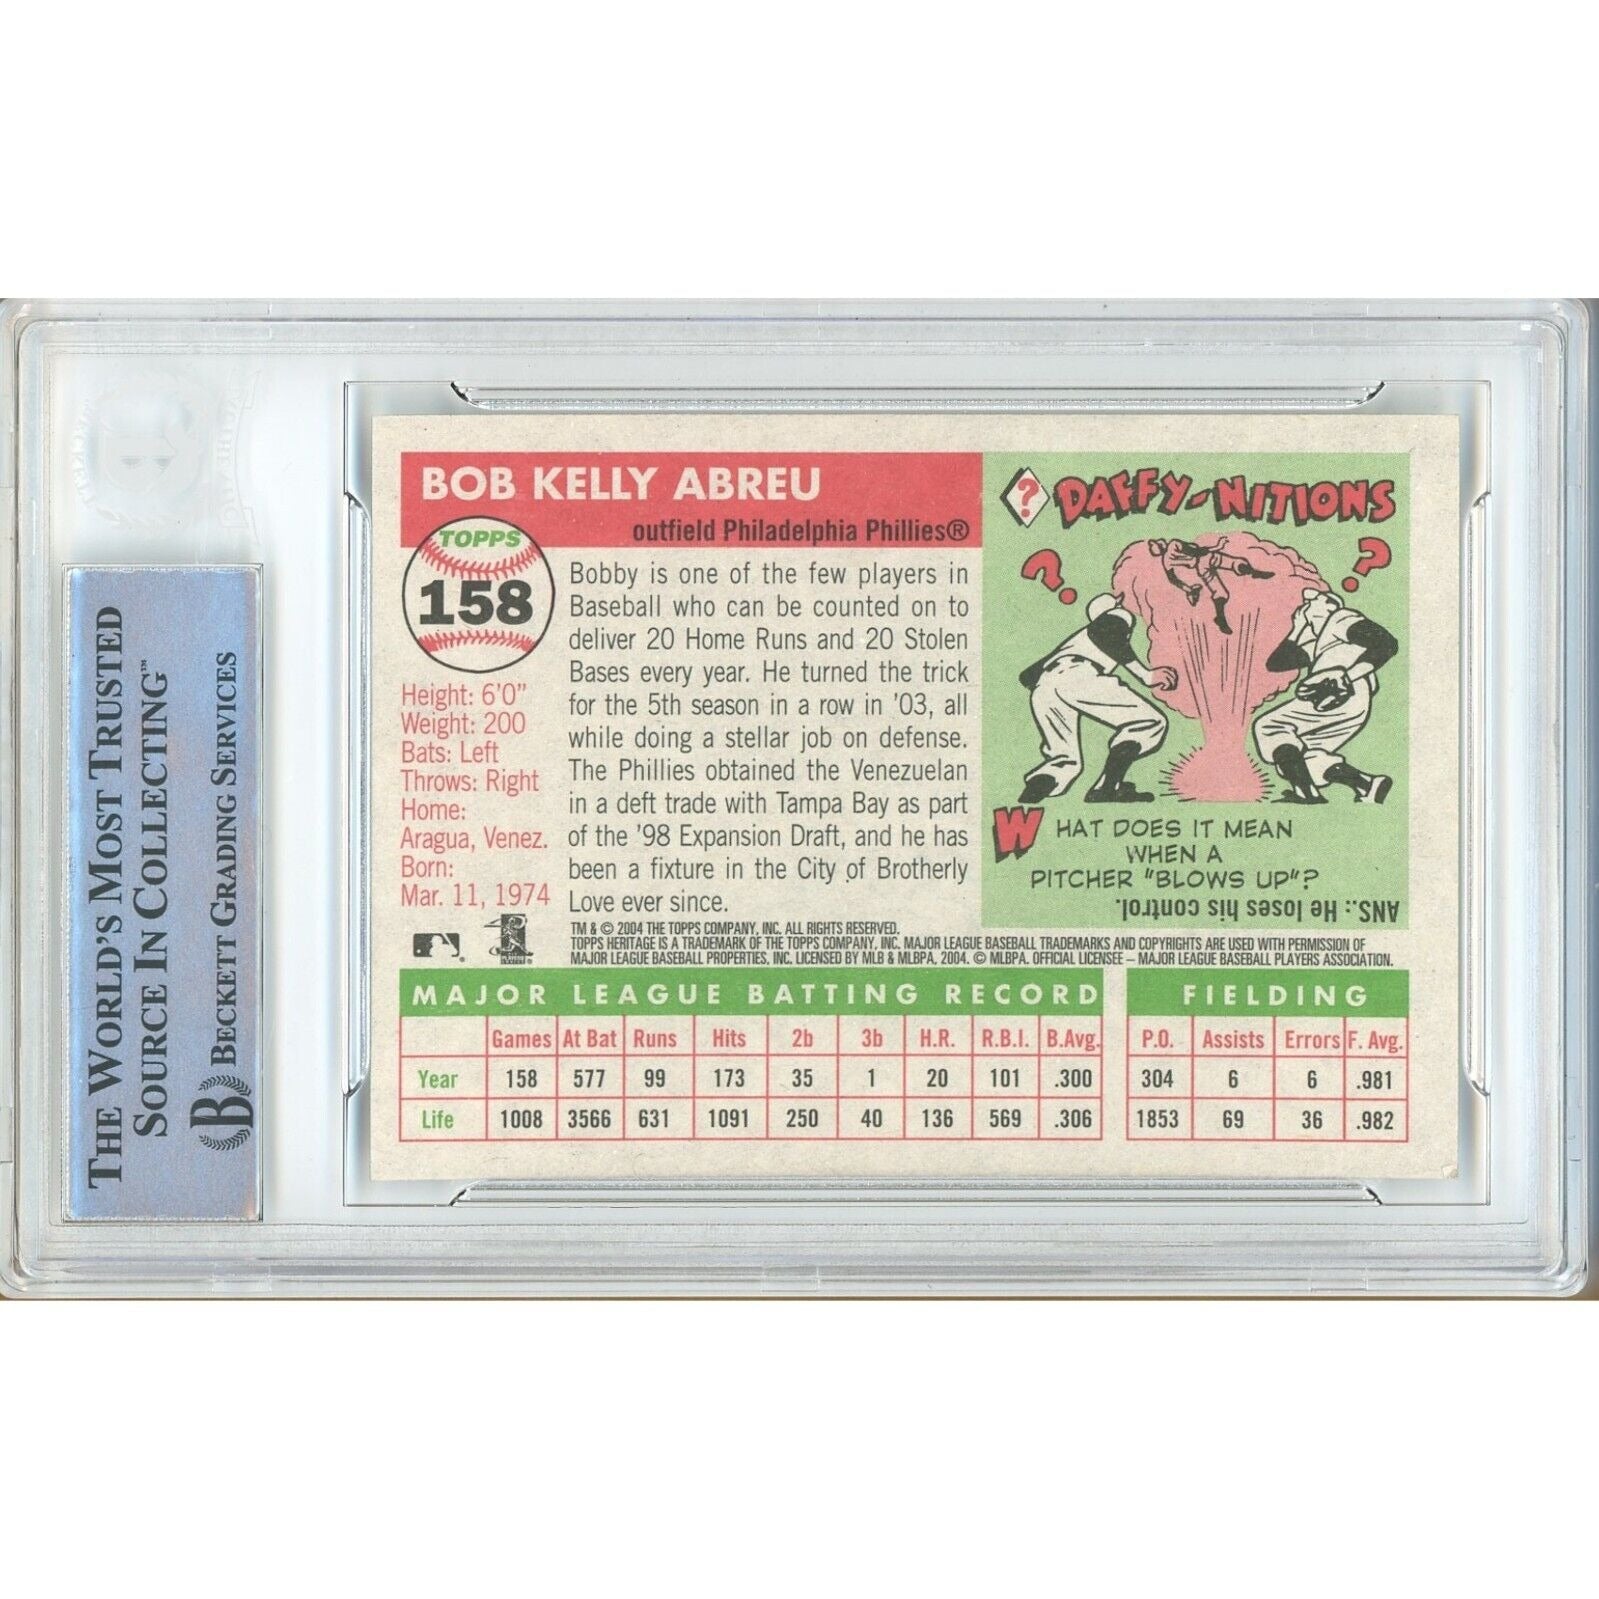 THE WORLD'S MOST TRUSTED
SOURCE IN COLLECTING™
B BECKETT GRADING SERVICES
BOB KELLY ABREU
outfield Philadelphia Phillies®
TOPPS
158
Height: 6'0"
Weight: 200
Bats: Left
Throws: Right
Home:
Aragua, Venez.
Born:
Mar. 11, 1974
Bobby is one of the few players in
Baseball who can be counted on to
deliver 20 Home Runs and 20 Stolen
Bases every year. He turned the trick
for the 5th season in a row in '03, all
while doing a stellar job on defense.
The Phillies obtained the Venezuelan
in a deft trade with Tampa Bay as part
of the '98 Expansion Draft, and he has
been a fixture in the City of Brotherly
Love ever since.
? DAFFY-NITIONS
? ?
WHAT DOES IT MEAN
WHEN A
PITCHER "BLOWS UP"?
ANS.: He loses his control.
TM & © 2004 THE TOPPS COMPANY, INC. ALL RIGHTS RESERVED.
TOPPS HERITAGE IS A TRADEMARK OF THE TOPPS COMPANY, INC. MAJOR LEAGUE BASEBALL TRADEMARKS AND COPYRIGHTS ARE USED WITH PERMISSION OF
MAJOR LEAGUE BASEBALL PROPERTIES, INC. LICENSED BY MLB & MLBPA, 2004. © MLBPA. OFFICIAL LICENSEE – MAJOR LEAGUE BASEBALL PLAYERS ASSOCIATION.
MAJOR LEAGUE BATTING RECORD
Games At Bat Runs Hits 2b 3b H.R. R.B.I. B.Avg.
Year 158 577 99 173 35 1 20 101 .300
Life 1008 3566 631 1091 250 40 136 569 .306
FIELDING
P.O. Assists Errors F. Avg.
304 6 6 .981
1853 69 36 .982